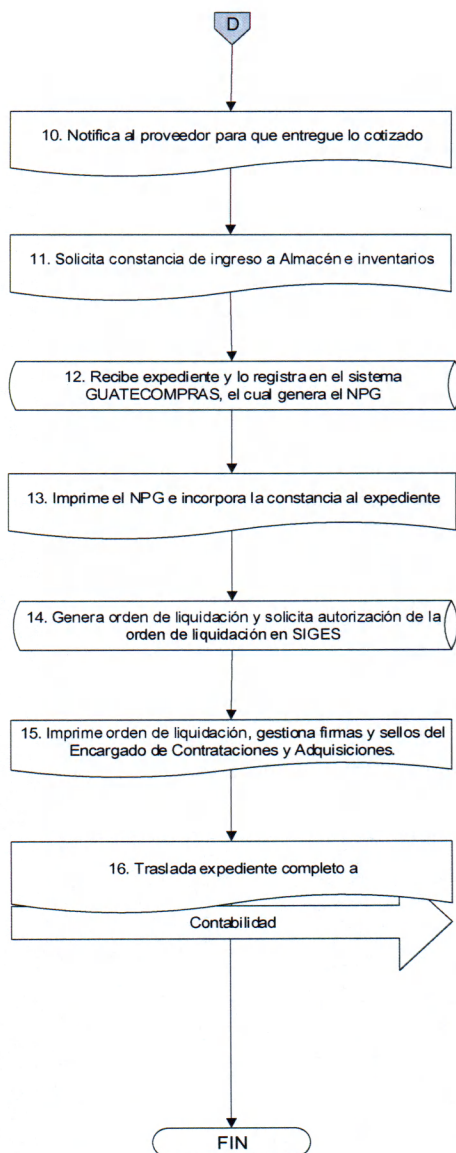 D
10. Notifica al proveedor para que entregue lo cotizado
11. Solicita constancia de ingreso a Almacén e inventarios
12. Recibe expediente y lo registra en el sistema
GUATECOMPRAS, el cual genera el NPG
13. Imprime el NPG e incorpora la constancia al expediente
14. Genera orden de liquidación y solicita autorización de la
orden de liquidación en SIGES
15. Imprime orden de liquidación, gestiona firmas y sellos del
Encargado de Contrataciones y Adquisiciones.
16. Traslada expediente completo a
Contabilidad
FIN